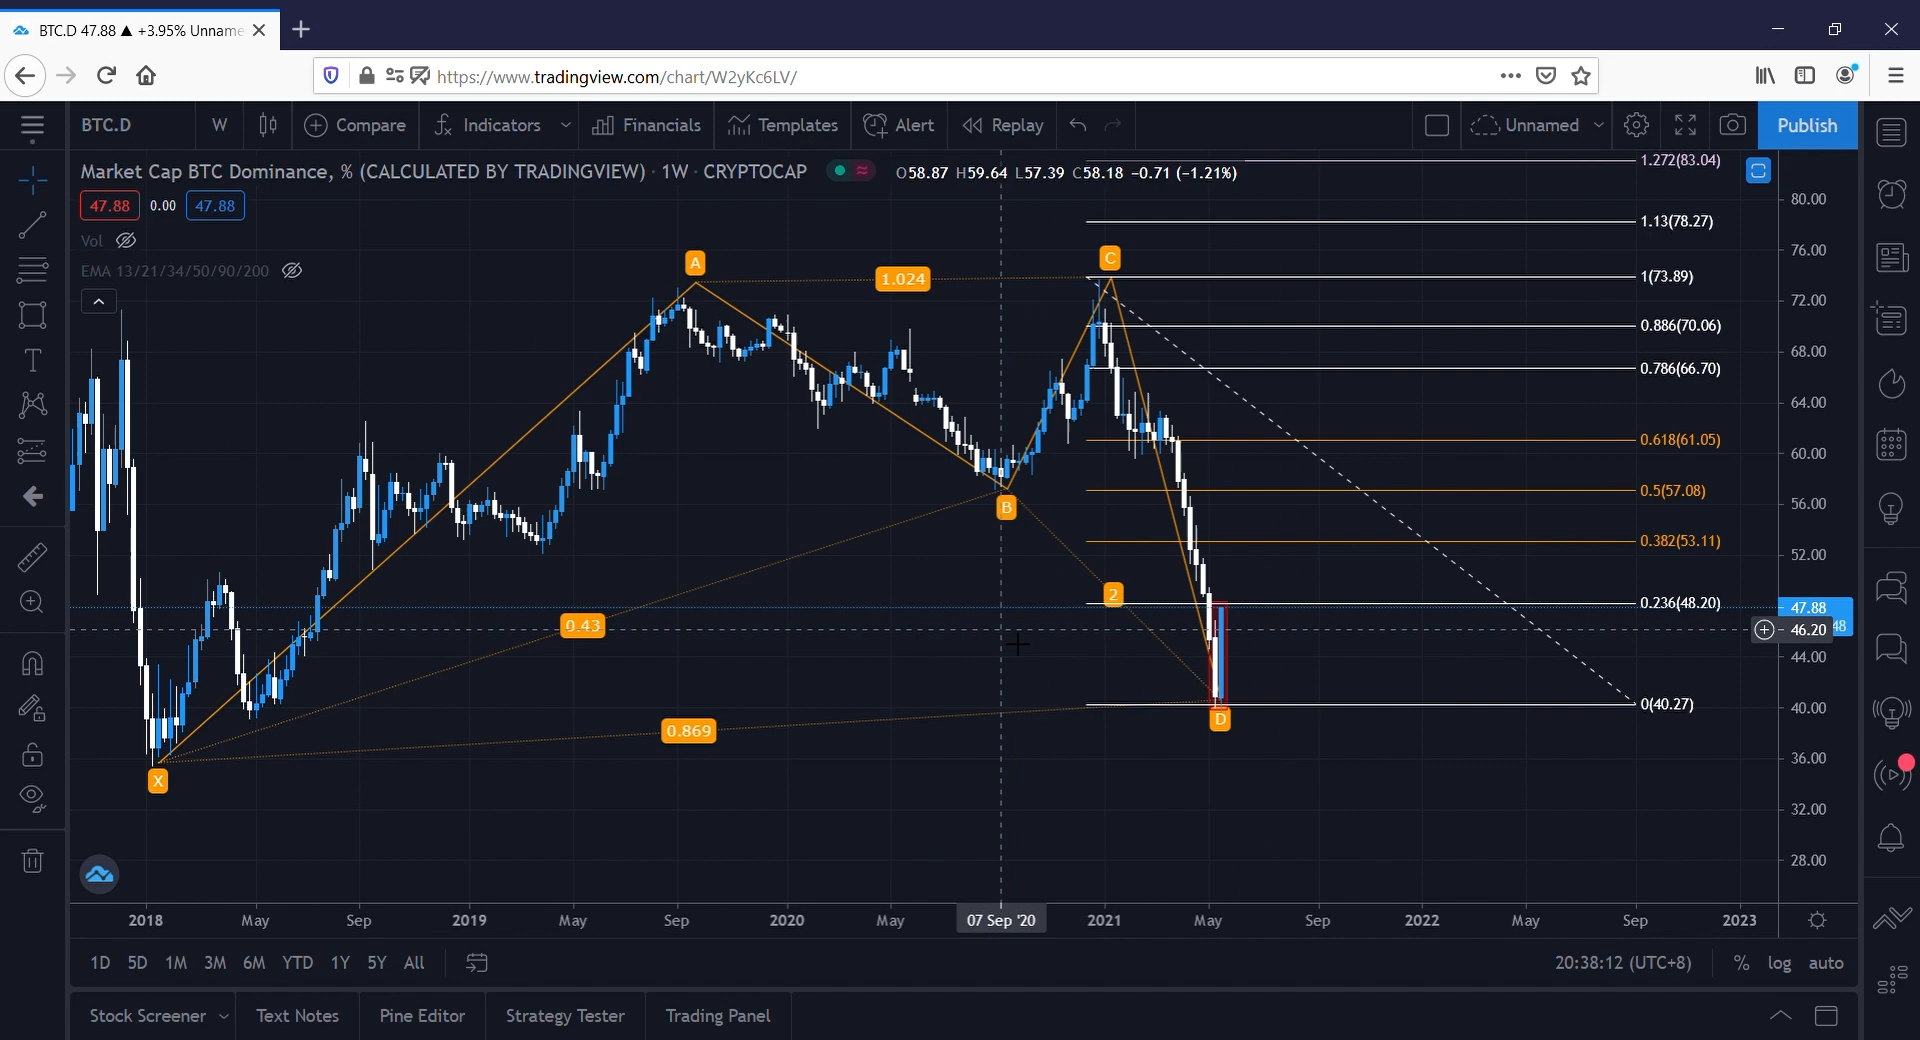 BTC.D 47.88 ▲ +3.95% Unname
https://www.tradingview.com/chart/W2yKc6LV/
BTC.D W Compare Indicators Financials Templates Alert Replay Unnamed Publish
Market Cap BTC Dominance, % (CALCULATED BY TRADINGVIEW) · 1W · CRYPTOCAP O58.87 H59.64 L57.39 C58.18 −0.71 (−1.21%)
47.88 0.00 47.88
Vol
EMA 13/21/34/50/90/200
1.272(83.04)
1.13(78.27)
1(73.89)
0.886(70.06)
0.786(66.70)
0.618(61.05)
0.5(57.08)
0.382(53.11)
0.236(48.20)
0(40.27)
A
1.024
C
B
2
0.43
0.869
D
X
80.00
76.00
72.00
68.00
64.00
60.00
56.00
52.00
47.88
46.20
48
44.00
40.00
36.00
32.00
28.00
2018 May Sep 2019 May Sep 2020 May 07 Sep '20 2021 May Sep 2022 May Sep 2023
1D 5D 1M 3M 6M YTD 1Y 5Y All 20:38:12 (UTC+8) % log auto
Stock Screener Text Notes Pine Editor Strategy Tester Trading Panel